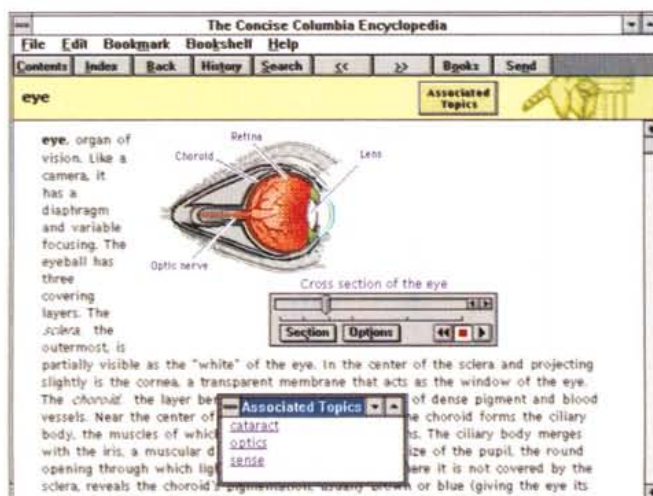 The Concise Columbia Encyclopedia
File Edit Bookmark Bookshelf Help
Contents Index Back History Search << >> Books Send
eye
Associated
Topics
eye, organ of
vision. Like a
camera, it
has a
diaphragm
and variable
focusing. The
eyeball has
three
covering
layers. The
sclera the
outermost, is
Retina
Choroid
Lens
Optic nerve
Cross section of the eye
Section Options
partially visible as the "white" of the eye. In the center of the sclera and projecting
slightly is the cornea, a transparent membrane that acts as the window of the eye.
The choroid, the layer of dense pigment and blood
vessels. Near the center of the choroid forms the ciliary
body, the muscles of The ciliary body merges
with the iris, a muscular of the pupil, the round
opening through which it is not covered by the
sclera, reveals the choroid's pigmentation, usually brown or blue (giving the eye its
Associated Topics
cataract
optics
sense